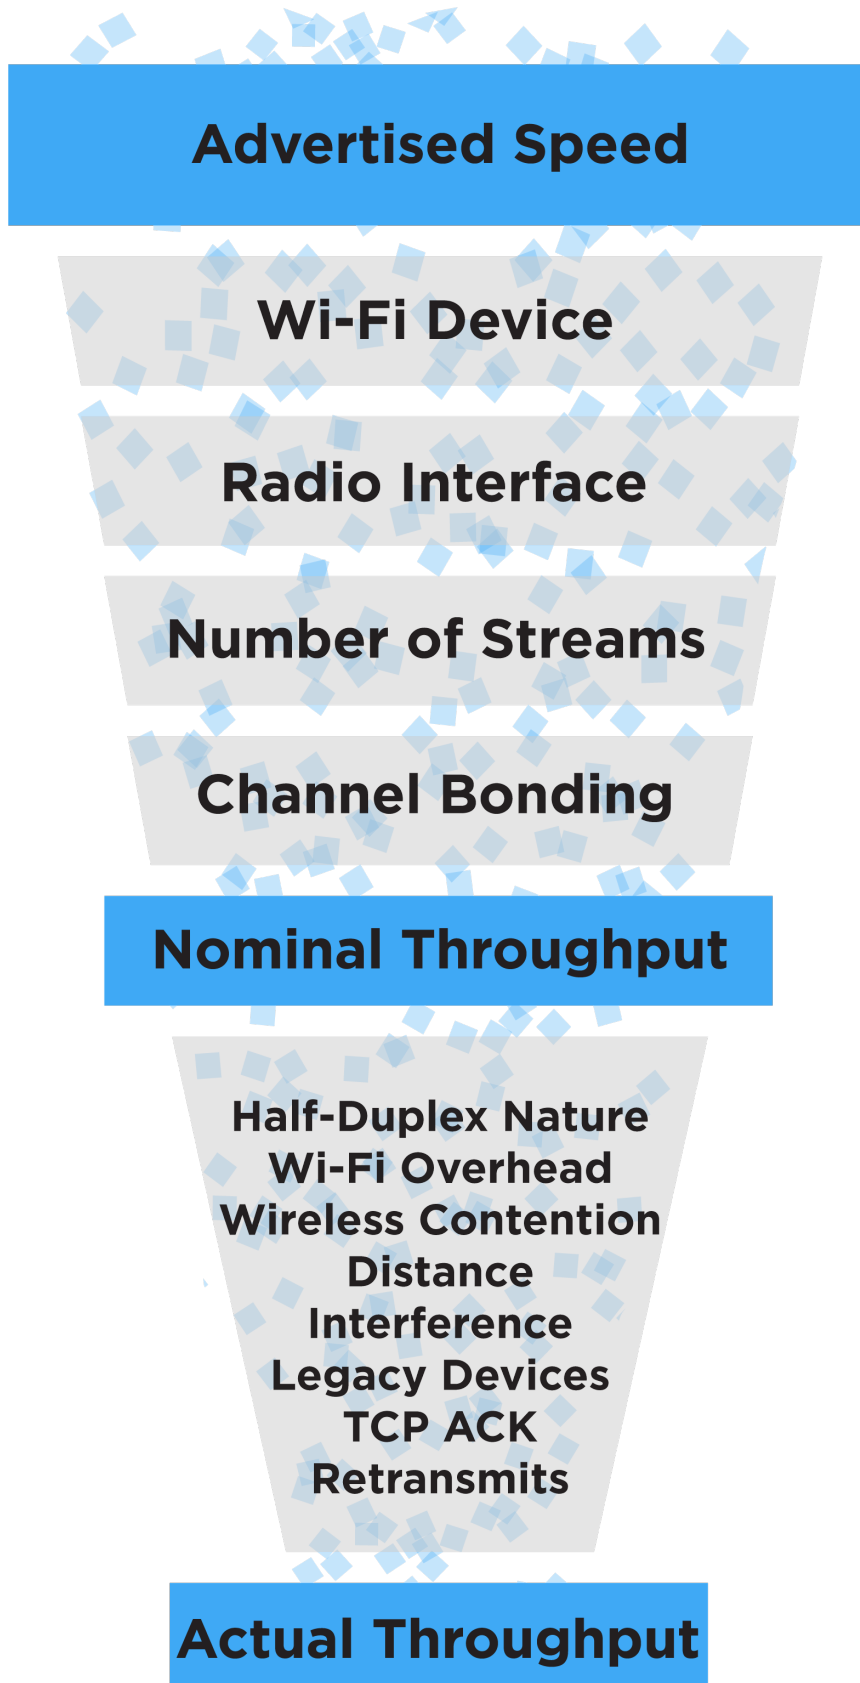 Advertised Speed
Wi-Fi Device
Radio Interface
Number of Streams
Channel Bonding
Nominal Throughput
Half-Duplex Nature
Wi-Fi Overhead
Wireless Contention
Distance
Interference
Legacy Devices
TCP ACK
Retransmits
Actual Throughput